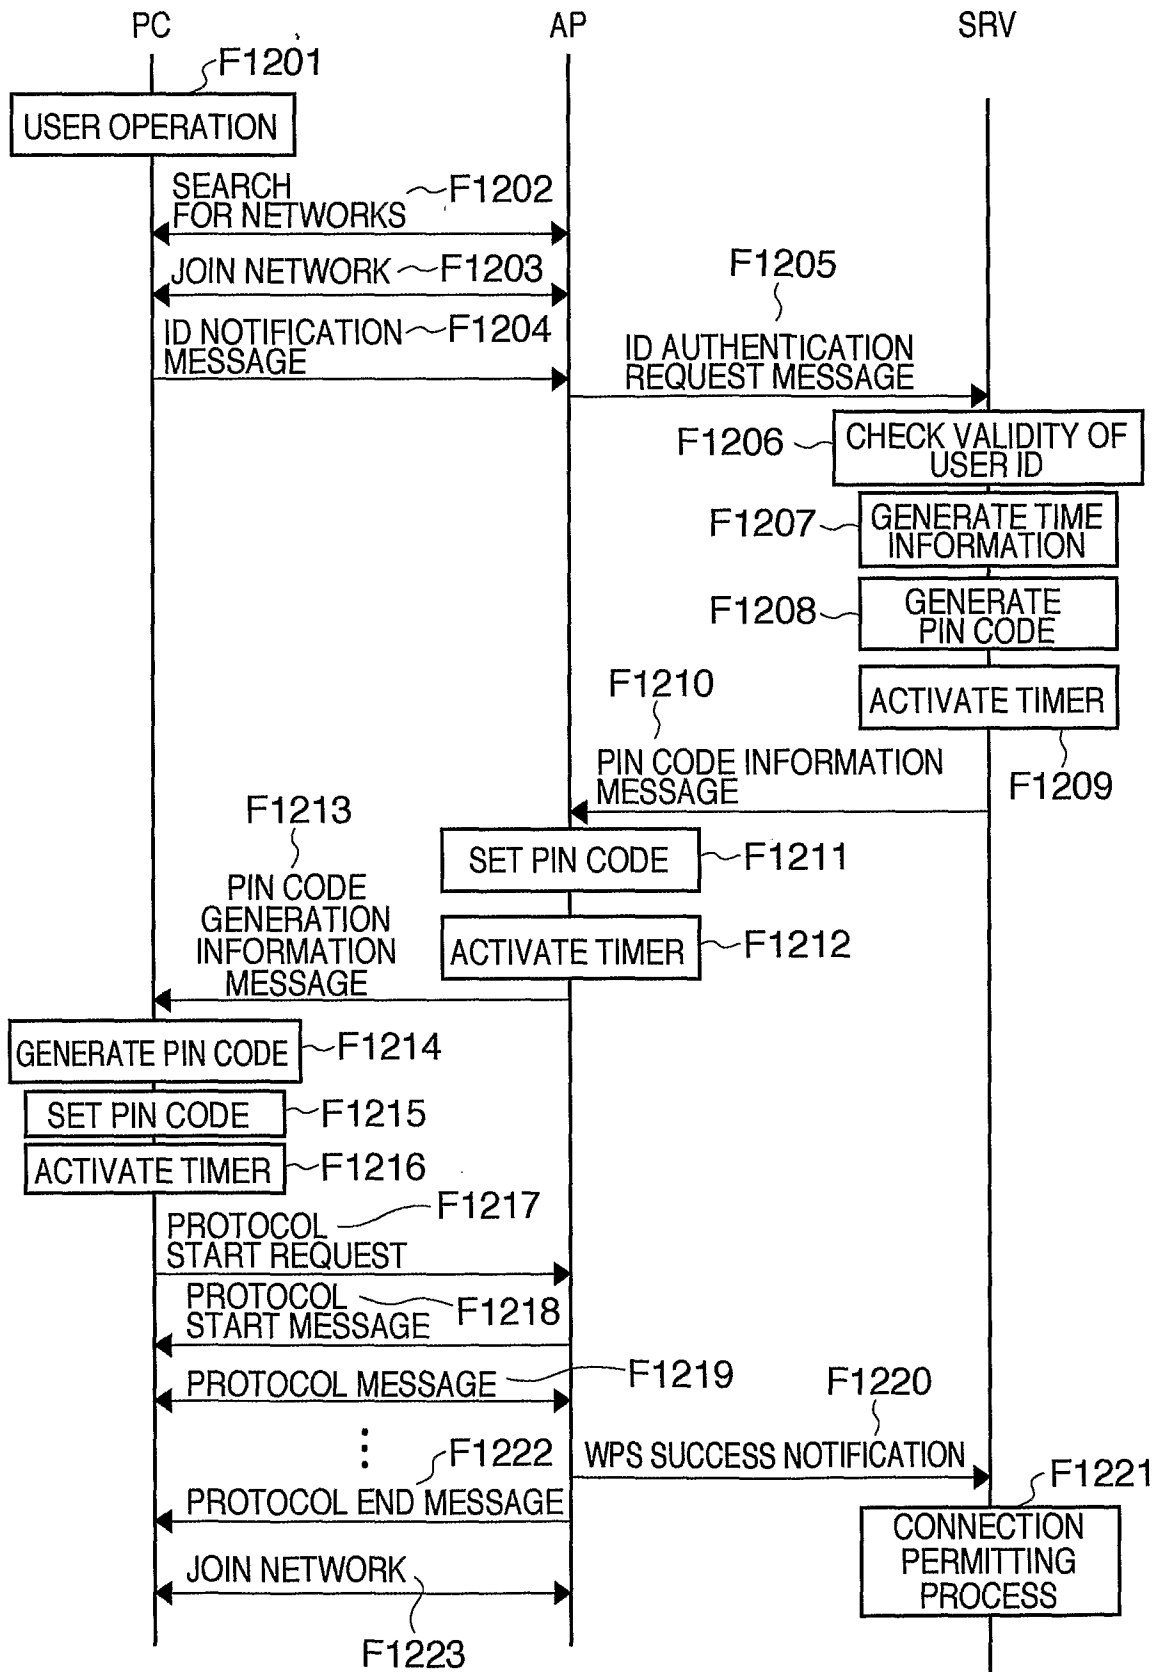 PC
AP
SRV
F1201
USER OPERATION
SEARCH
FOR NETWORKS
F1202
JOIN NETWORK
F1203
ID NOTIFICATION
MESSAGE
F1204
F1205
ID AUTHENTICATION
REQUEST MESSAGE
F1206
CHECK VALIDITY OF
USER ID
F1207
GENERATE TIME
INFORMATION
F1208
GENERATE
PIN CODE
ACTIVATE TIMER
F1209
F1210
PIN CODE INFORMATION
MESSAGE
SET PIN CODE
F1211
ACTIVATE TIMER
F1212
F1213
PIN CODE
GENERATION
INFORMATION
MESSAGE
GENERATE PIN CODE
F1214
SET PIN CODE
F1215
ACTIVATE TIMER
F1216
F1217
PROTOCOL
START REQUEST
PROTOCOL
START MESSAGE
F1218
PROTOCOL MESSAGE
F1219
F1220
WPS SUCCESS NOTIFICATION
F1221
CONNECTION
PERMITTING
PROCESS
F1222
PROTOCOL END MESSAGE
JOIN NETWORK
F1223